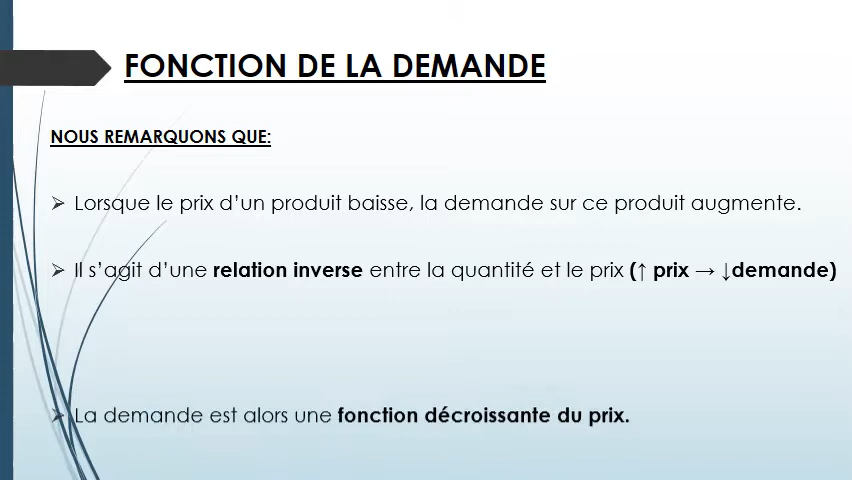 FONCTION DE LA DEMANDE
NOUS REMARQUONS QUE:
➢ Lorsque le prix d’un produit baisse, la demande sur ce produit augmente.
➢ Il s’agit d’une relation inverse entre la quantité et le prix (↑ prix → ↓demande)
➢ La demande est alors une fonction décroissante du prix.